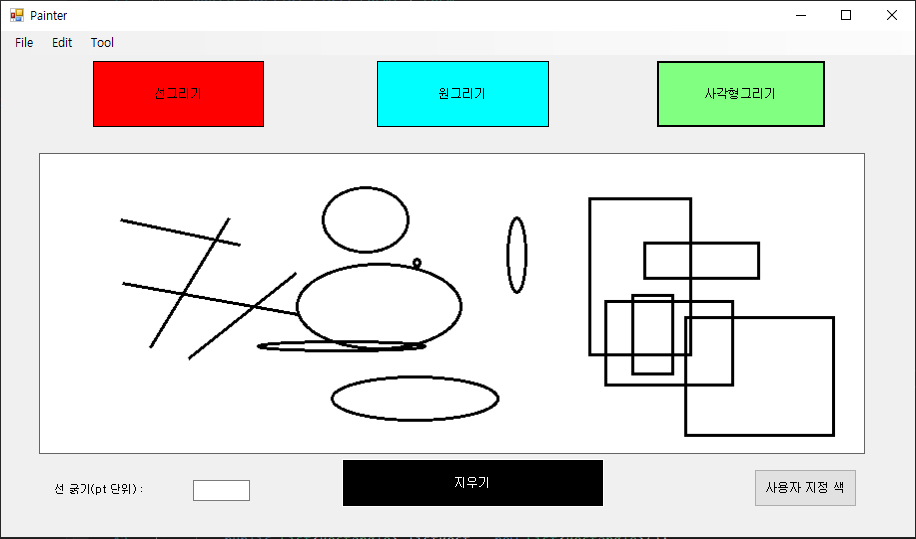 Painter
File Edit Tool
선그리기 원그리기 사각형그리기
선 굵기(pt 단위) : 지우기 사용자 지정 색